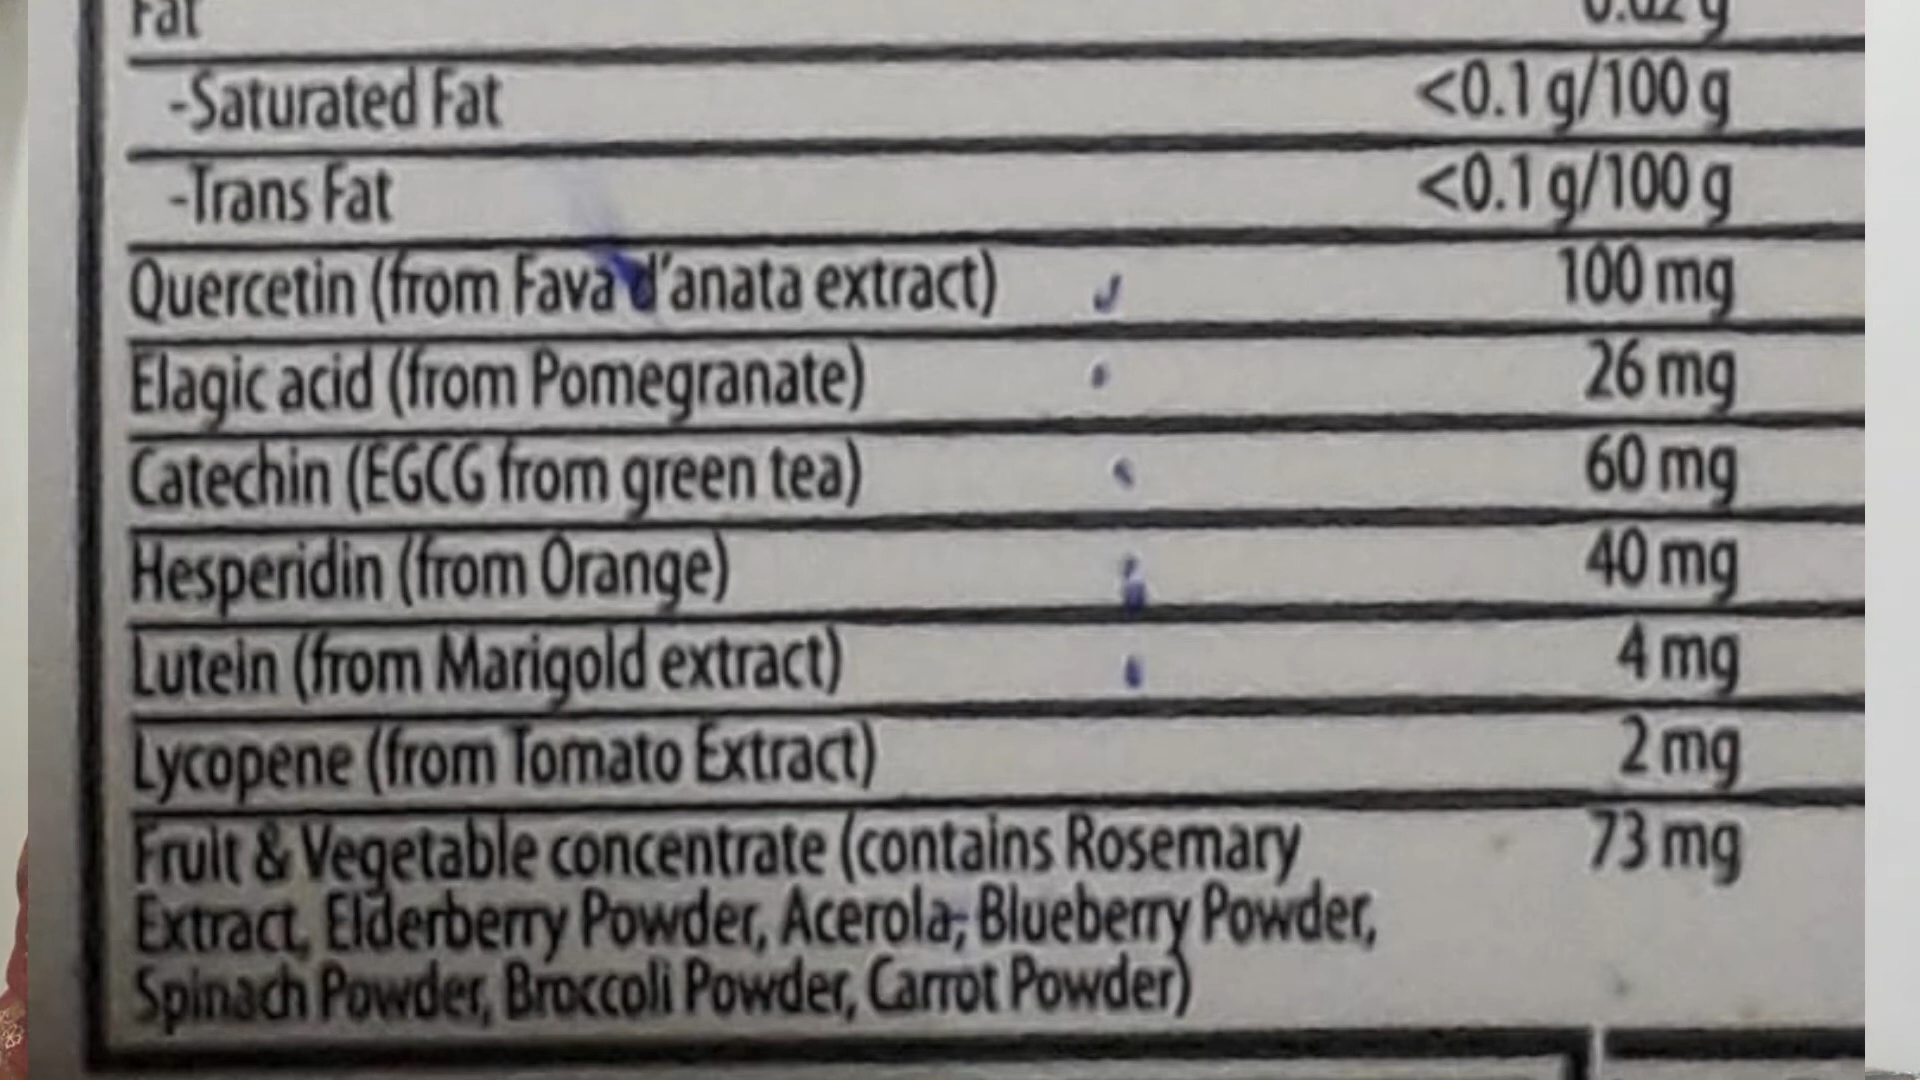 Fat 0.02 g
-Saturated Fat <0.1 g/100 g
-Trans Fat <0.1 g/100 g
Quercetin (from Fava d'anata extract) 100 mg
Elagic acid (from Pomegranate) 26 mg
Catechin (EGCG from green tea) 60 mg
Hesperidin (from Orange) 40 mg
Lutein (from Marigold extract) 4 mg
Lycopene (from Tomato Extract) 2 mg
Fruit & Vegetable concentrate (contains Rosemary 73 mg
Extract, Elderberry Powder, Acerola, Blueberry Powder,
Spinach Powder, Broccoli Powder, Carrot Powder)